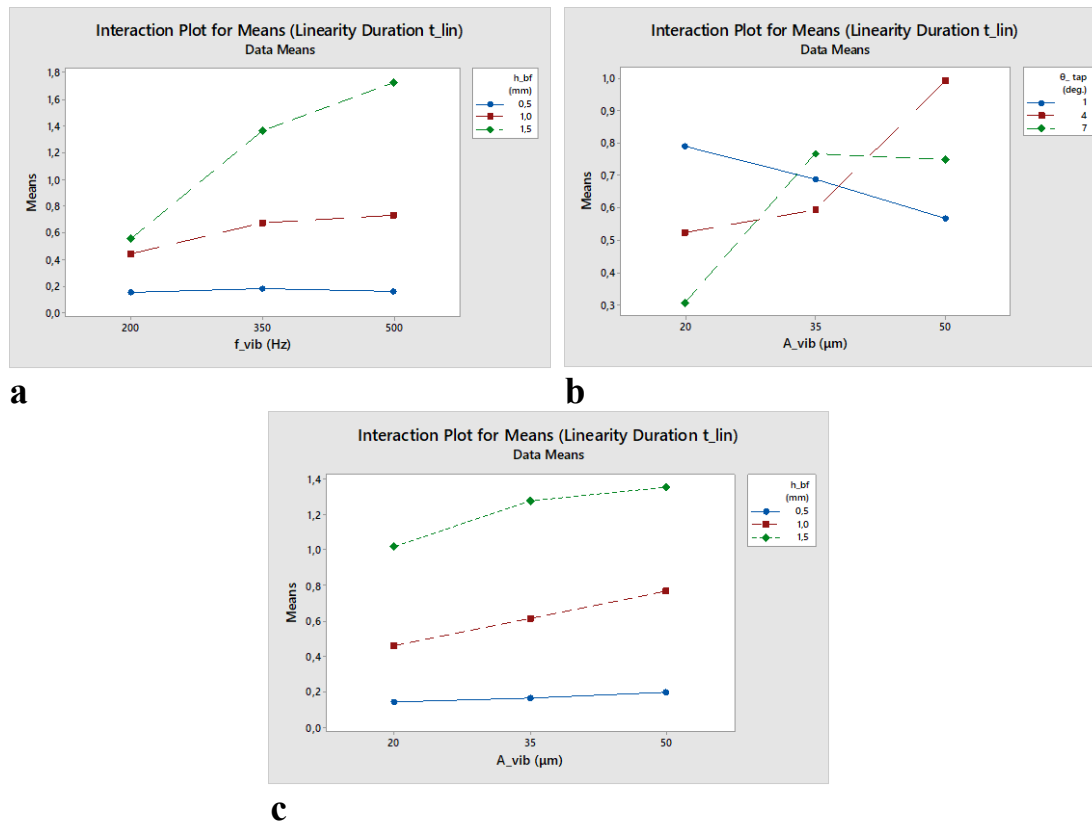 Interaction Plot for Means (Linearity Duration t_lin)
Data Means
1,8
1,6
1,4
1,2
1,0
0,8
0,6
0,4
0,2
0,0
Means
200 350 500
f_vib (Hz)
h_bf
(mm)
0,5
1,0
1,5
a
Interaction Plot for Means (Linearity Duration t_lin)
Data Means
1,0
0,9
0,8
0,7
0,6
0,5
0,4
0,3
Means
20 35 50
A_vib (µm)
θ_ tap
(deg.)
1
4
7
b
Interaction Plot for Means (Linearity Duration t_lin)
Data Means
1,4
1,2
1,0
0,8
0,6
0,4
0,2
0,0
Means
20 35 50
A_vib (µm)
h_bf
(mm)
0,5
1,0
1,5
c